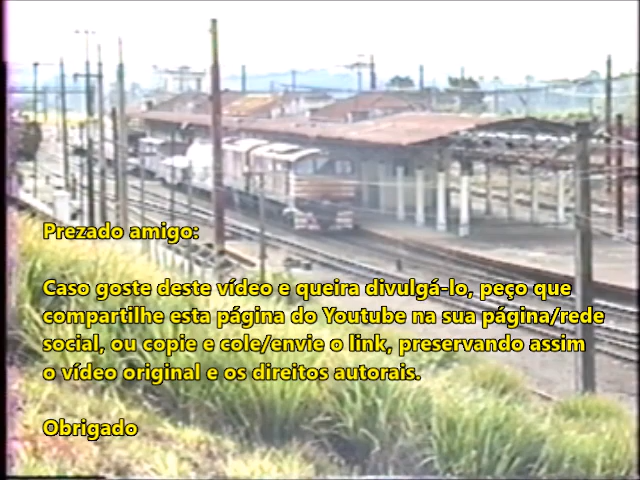 Prezado amigo:
Caso goste deste vídeo e queira divulgá-lo, peço que
compartilhe esta página do Youtube na sua página/rede
social, ou copie e cole/envie o link, preservando assim
o vídeo original e os direitos autorais.
Obrigado